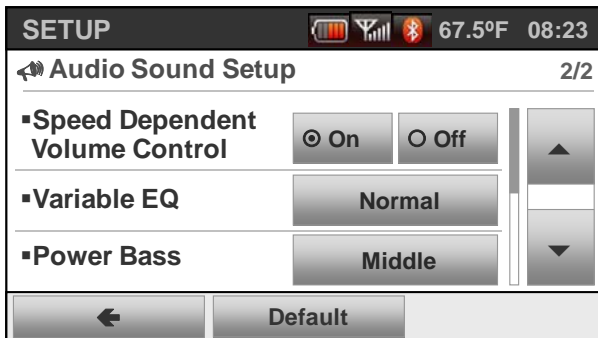 SETUP 67.5ºF 08:23
Audio Sound Setup 2/2
▪Speed Dependent
Volume Control
On Off
▪Variable EQ Normal
▪Power Bass Middle
Default